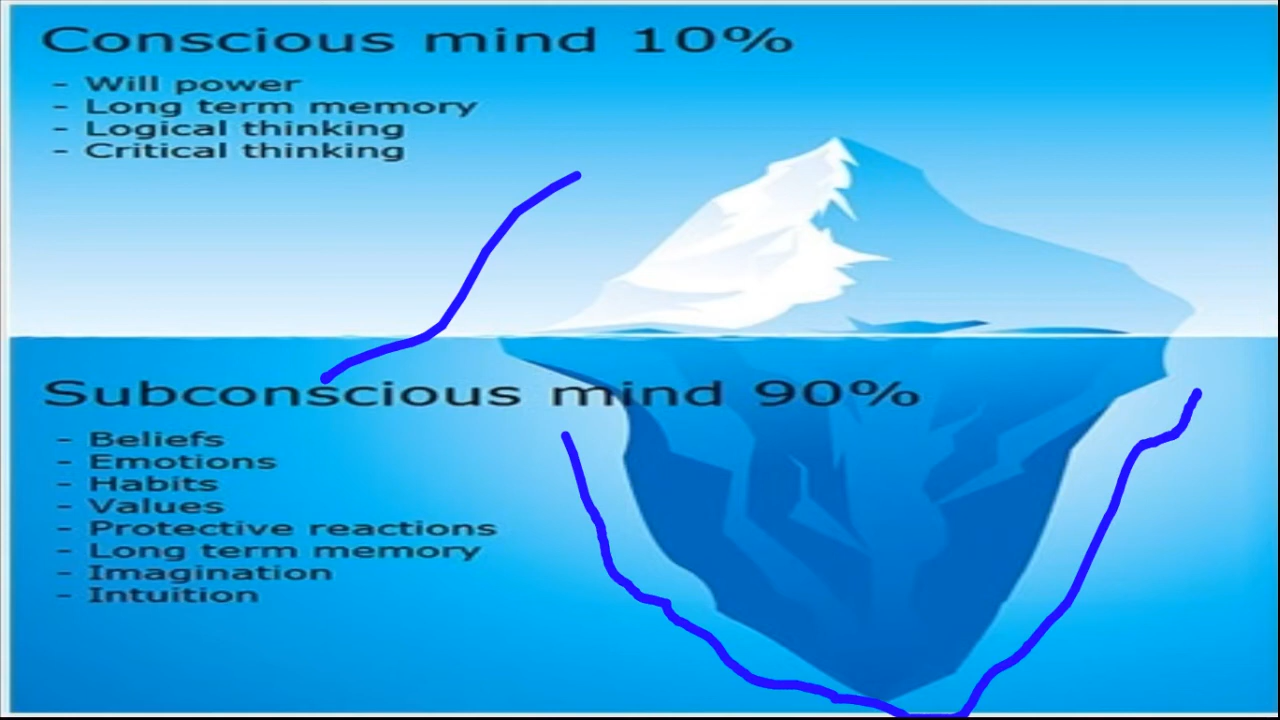 Conscious mind 10%
- Will power
- Long term memory
- Logical thinking
- Critical thinking
Subconscious mind 90%
- Beliefs
- Emotions
- Habits
- Values
- Protective reactions
- Long term memory
- Imagination
- Intuition